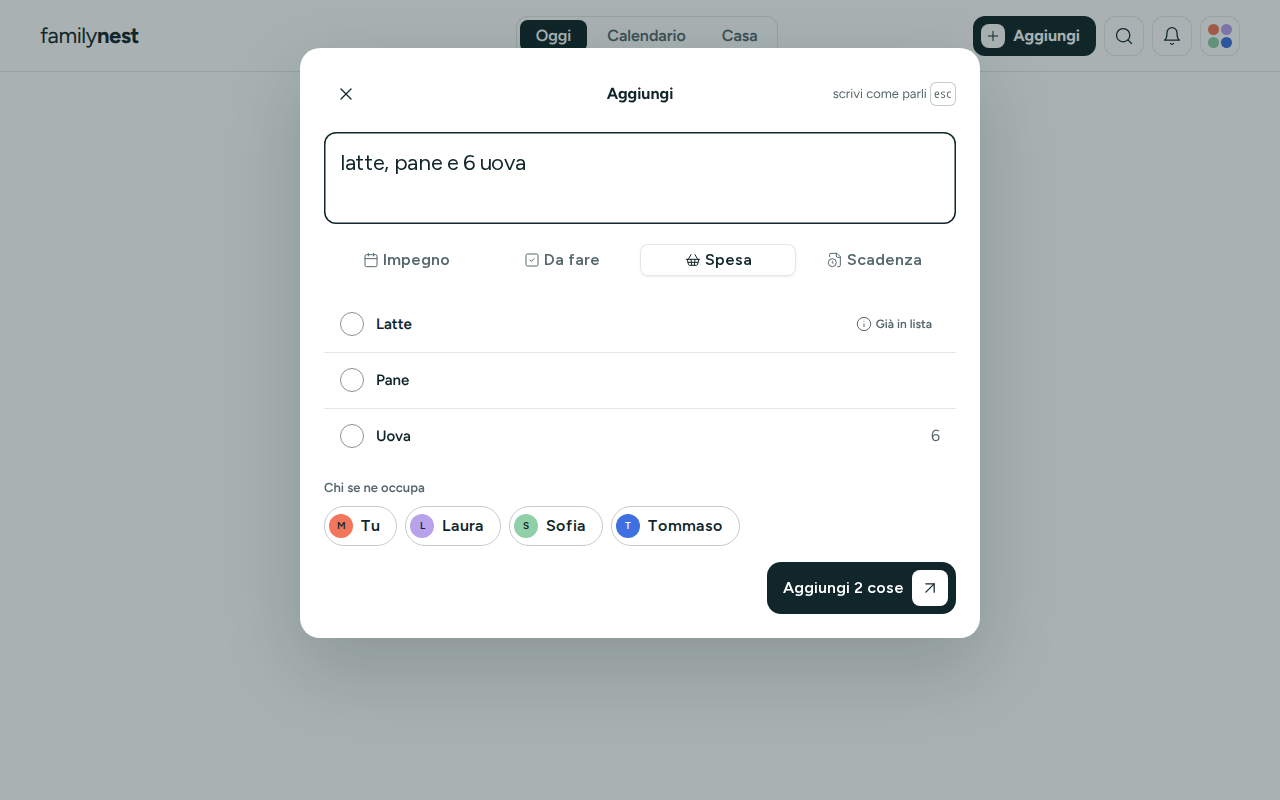 familynest
Oggi Calendario Casa
Aggiungi
Aggiungi
scrivi come parli esc
latte, pane e 6 uova
Impegno Da fare Spesa Scadenza
Latte Già in lista
Pane
Uova 6
Chi se ne occupa
M Tu L Laura S Sofia T Tommaso
Aggiungi 2 cose